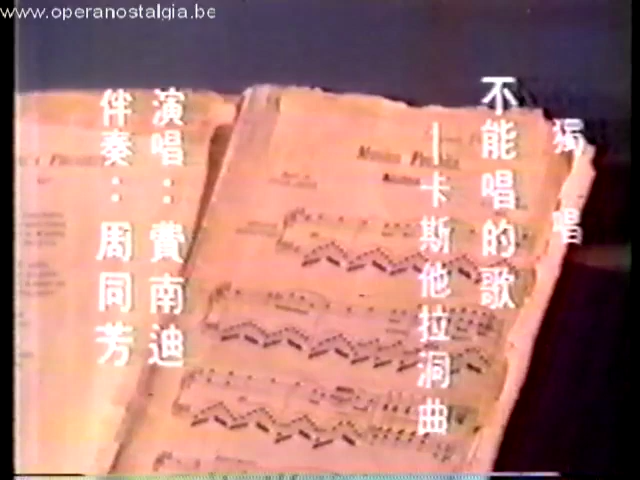 www.operanostalgia.be
獨唱
不能唱的歌
—卡斯他拉洞曲
演唱：費南迪
伴奏：周同芳